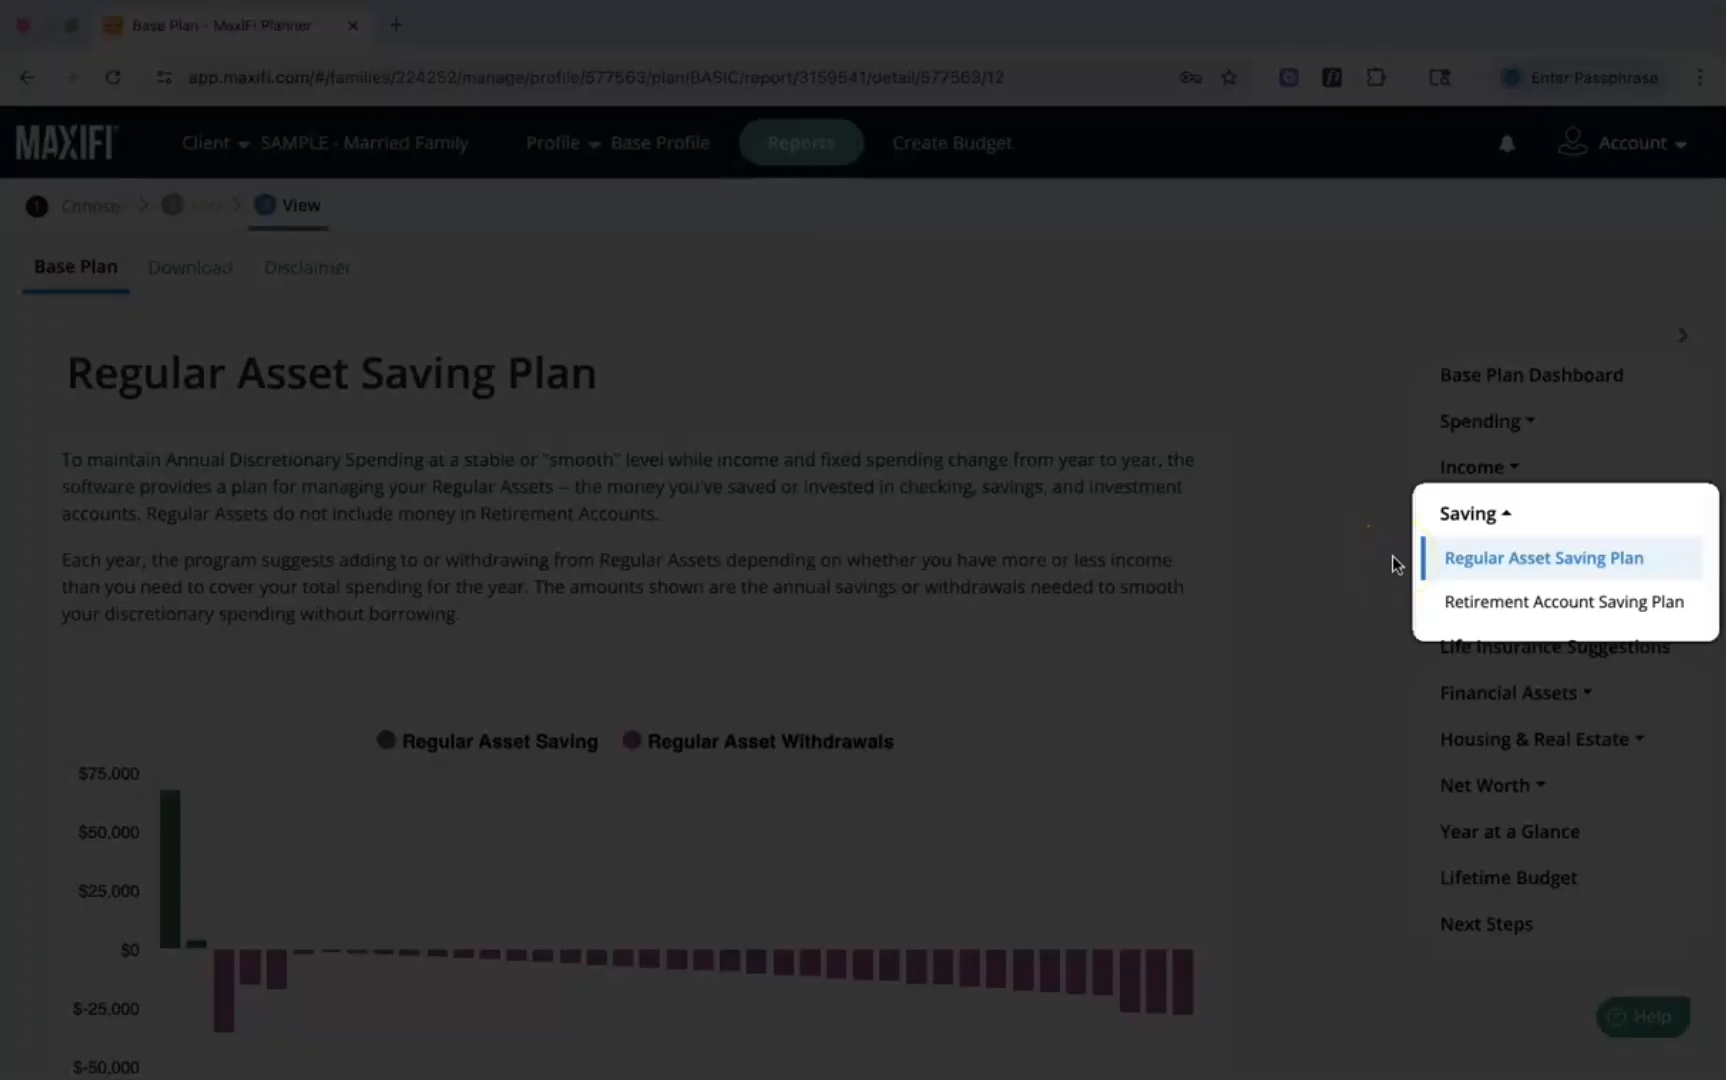 Base Plan - MaxiFi Planner
app.maxifi.com/#/families/224252/manage/profile/577563/plan/BASIC/report/3159541/detail/577563/12
Enter Passphrase
MAXIFI
Client
SAMPLE - Married Family
Profile
Base Profile
Reports
Create Budget
Account
1 Choose
View
Base Plan
Download
Disclaimer
Regular Asset Saving Plan
To maintain Annual Discretionary Spending at a stable or "smooth" level while income and fixed spending change from year to year, the
software provides a plan for managing your Regular Assets -- the money you've saved or invested in checking, savings, and investment
accounts. Regular Assets do not include money in Retirement Accounts.
Each year, the program suggests adding to or withdrawing from Regular Assets depending on whether you have more or less income
than you need to cover your total spending for the year. The amounts shown are the annual savings or withdrawals needed to smooth
your discretionary spending without borrowing.
Regular Asset Saving
Regular Asset Withdrawals
$75,000
$50,000
$25,000
$0
$-25,000
$-50,000
Base Plan Dashboard
Spending
Income
Saving
Regular Asset Saving Plan
Retirement Account Saving Plan
Life Insurance Suggestions
Financial Assets
Housing & Real Estate
Net Worth
Year at a Glance
Lifetime Budget
Next Steps
Help